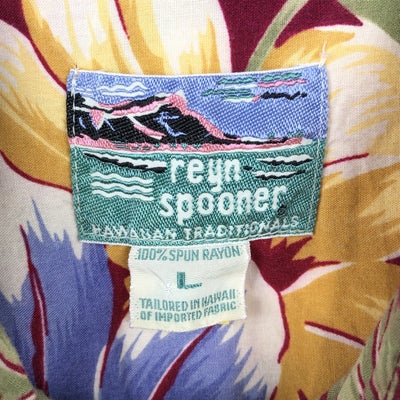 reyn
spooner®
HAWAIIAN TRADITIONALS
100% SPUN RAYON
L
TAILORED IN HAWAII
OF IMPORTED FABRIC